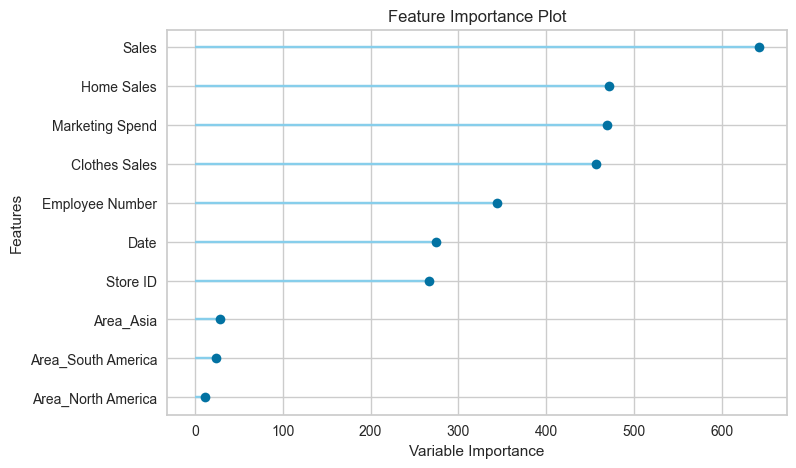 Feature Importance Plot
Sales
Home Sales
Marketing Spend
Clothes Sales
Employee Number
Date
Store ID
Area_Asia
Area_South America
Area_North America
Features
0 100 200 300 400 500 600
Variable Importance